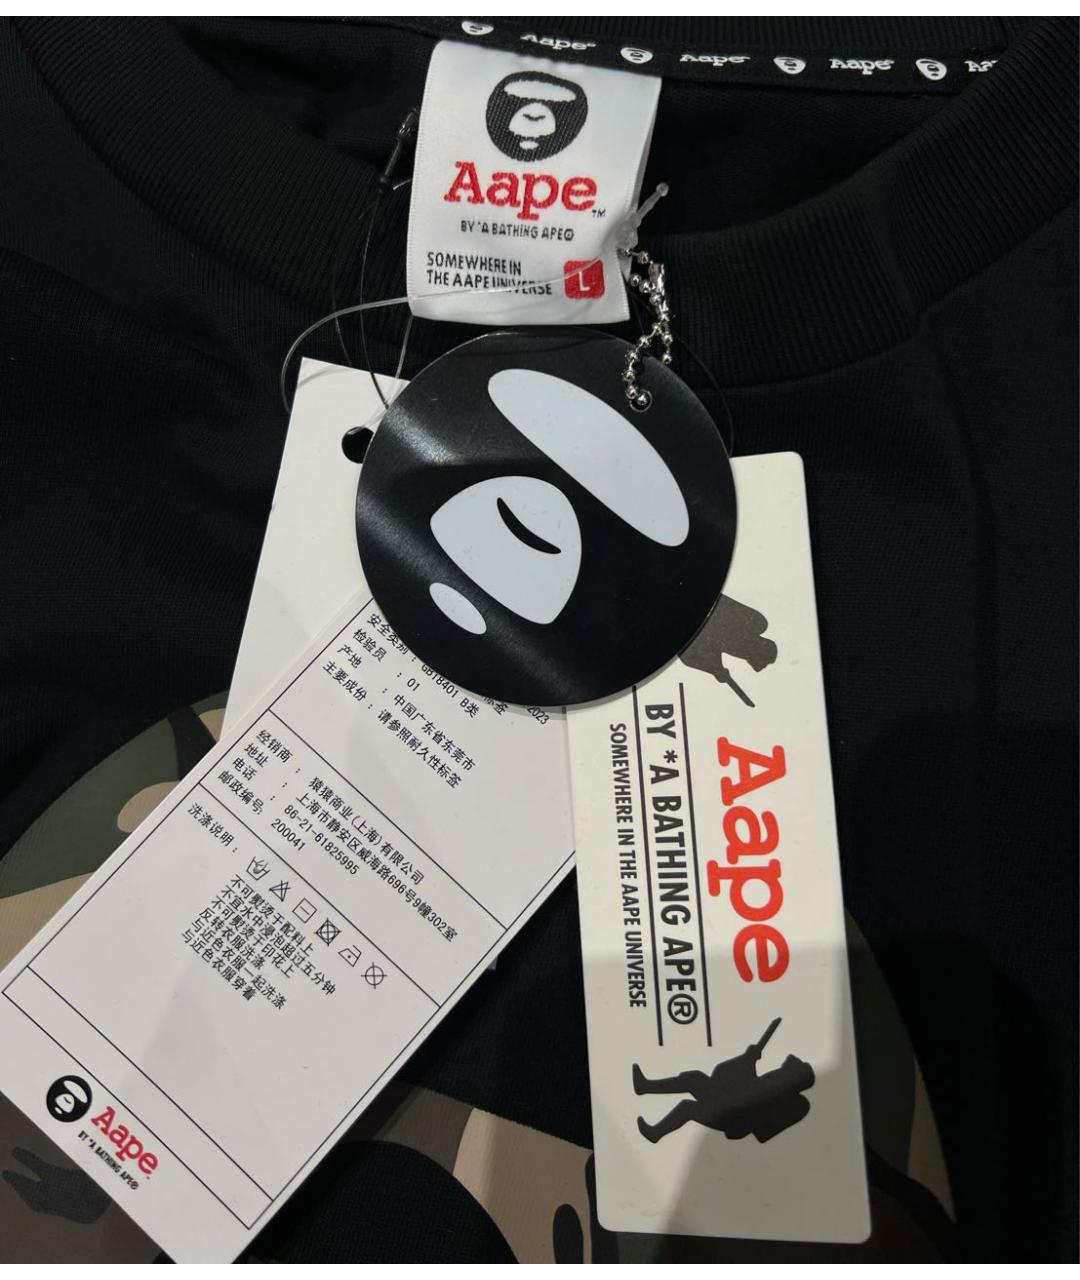 Aape
Aape
Aape
Aape™
BY *A BATHING APE®
SOMEWHERE IN
THE AAPE UNIVERSE
L
安全类别: GB18401 B类
检验员 : 01
产地 : 中国广东省东莞市
主要成份 : 请参照耐久性标签
2023
经销商 : 猿猿商业(上海)有限公司
地址 : 上海市静安区威海路696号9幢302室
电话 : 86-21-61825995
邮政编号: 200041
洗涤说明 :
不可熨烫于配料上
不宜水中浸泡超过五分钟
不可熨烫于印花上
反转衣服洗涤
与近色衣服一起洗涤
与近色衣服穿着
Aape
BY *A BATHING APE®
Aape
BY *A BATHING APE®
SOMEWHERE IN THE AAPE UNIVERSE